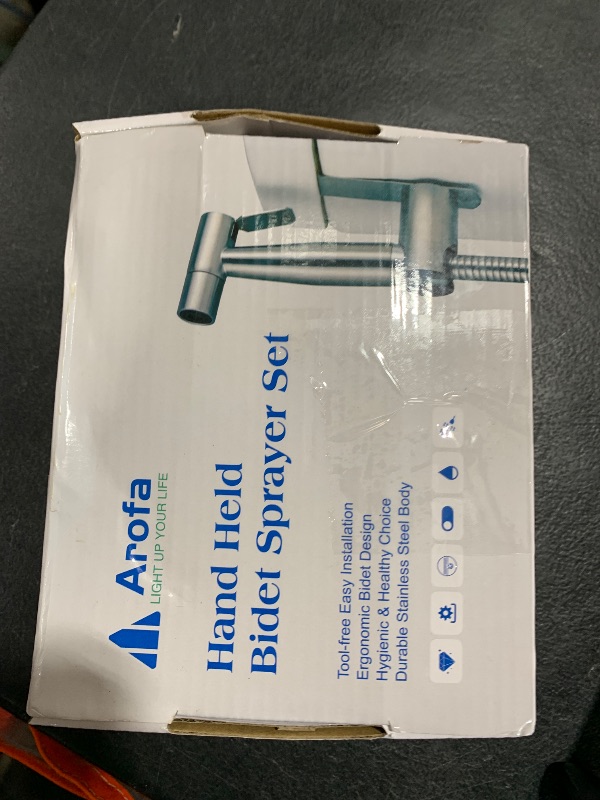 Arofa
LIGHT UP YOUR LIFE
Hand Held
Bidet Sprayer Set
Tool-free Easy Installation
Ergonomic Bidet Design
Hygienic & Healthy Choice
Durable Stainless Steel Body